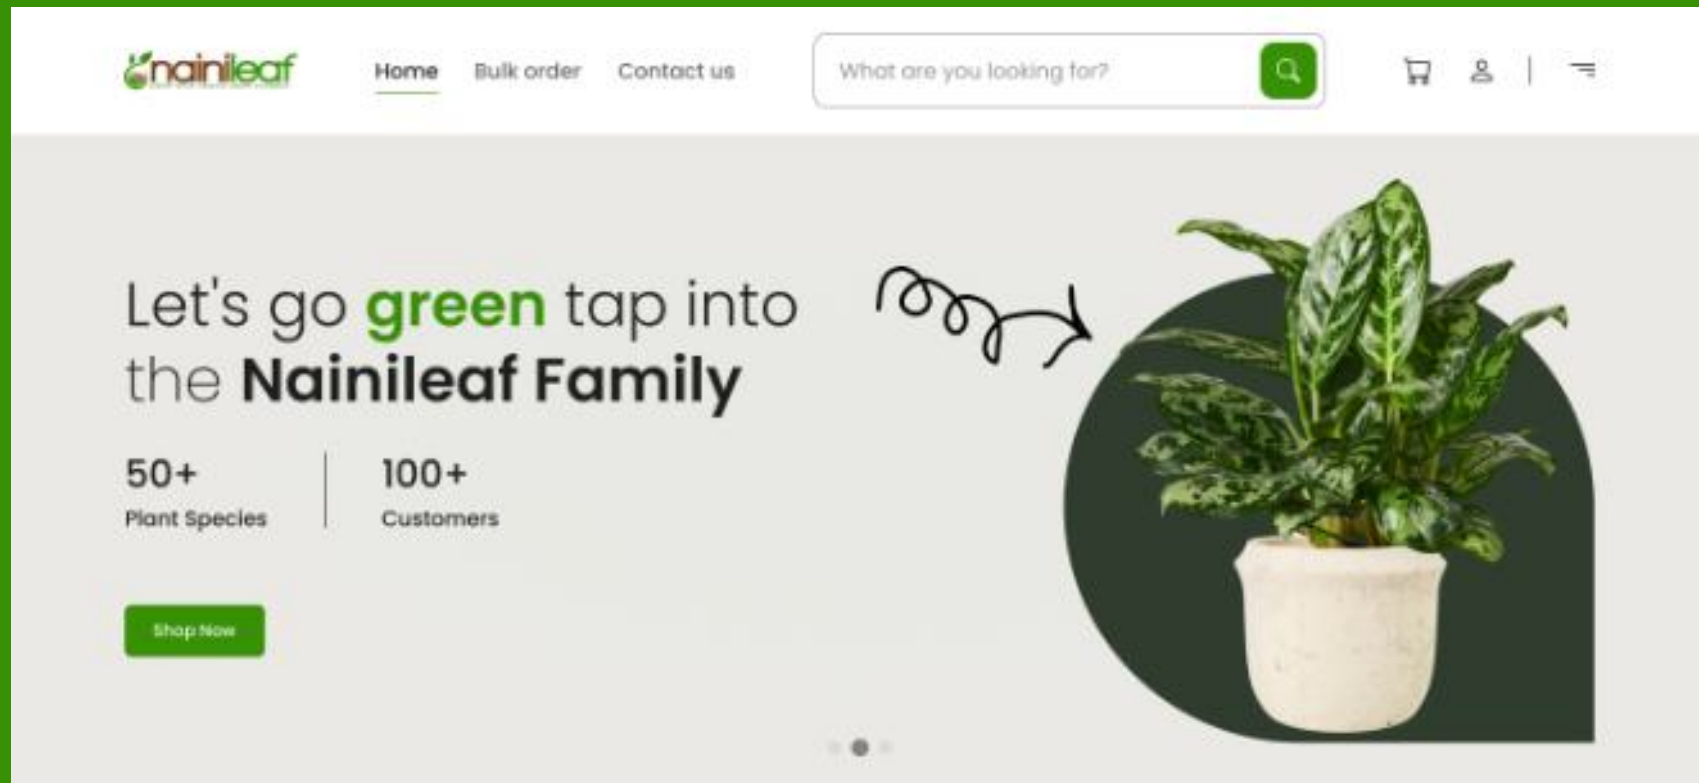 nainileaf
Home
Bulk order
Contact us
What are you looking for?
Let's go green tap into
the Nainileaf Family
50+
Plant Species
100+
Customers
Shop Now